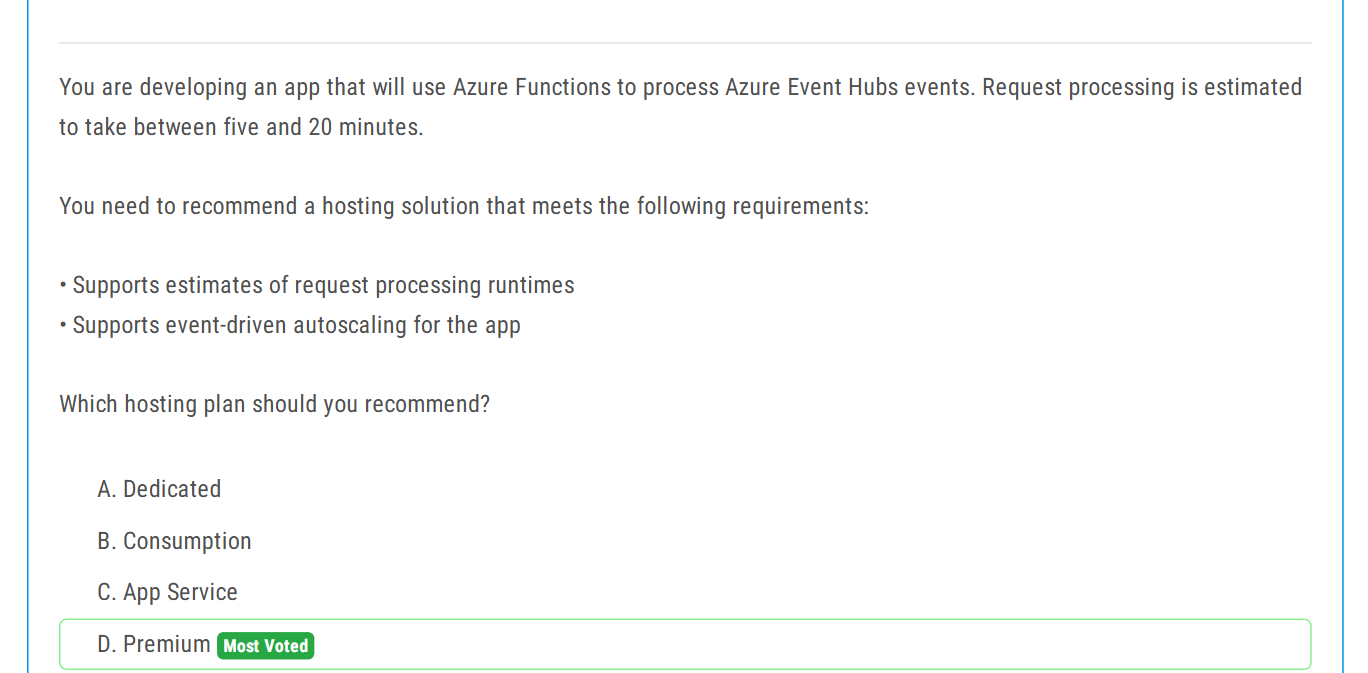 You are developing an app that will use Azure Functions to process Azure Event Hubs events. Request processing is estimated
to take between five and 20 minutes.
You need to recommend a hosting solution that meets the following requirements:
• Supports estimates of request processing runtimes
• Supports event-driven autoscaling for the app
Which hosting plan should you recommend?
A. Dedicated
B. Consumption
C. App Service
D. Premium Most Voted